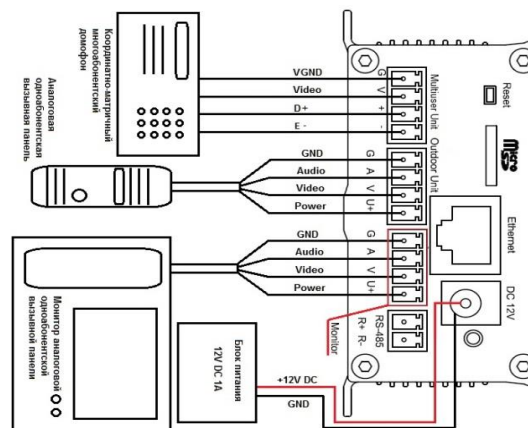 Координатно-матричный
многоабонентский
домофон
VGND
Video
D+
E -
G
V
+
-
Multiuser Unit
Reset
Micro
SD
Аналоговая
одноабонентская
вызывная панель
GND
Audio
Video
Power
G
A
V
U+
Outdoor Unit
Ethernet
GND
Audio
Video
Power
G
A
V
U+
Monitor
DC 12V
R+ R-
RS-485
Монитор аналоговой
одноабонентской
вызывной панели
Блок питания
12V DC 1A
+12V DC
GND